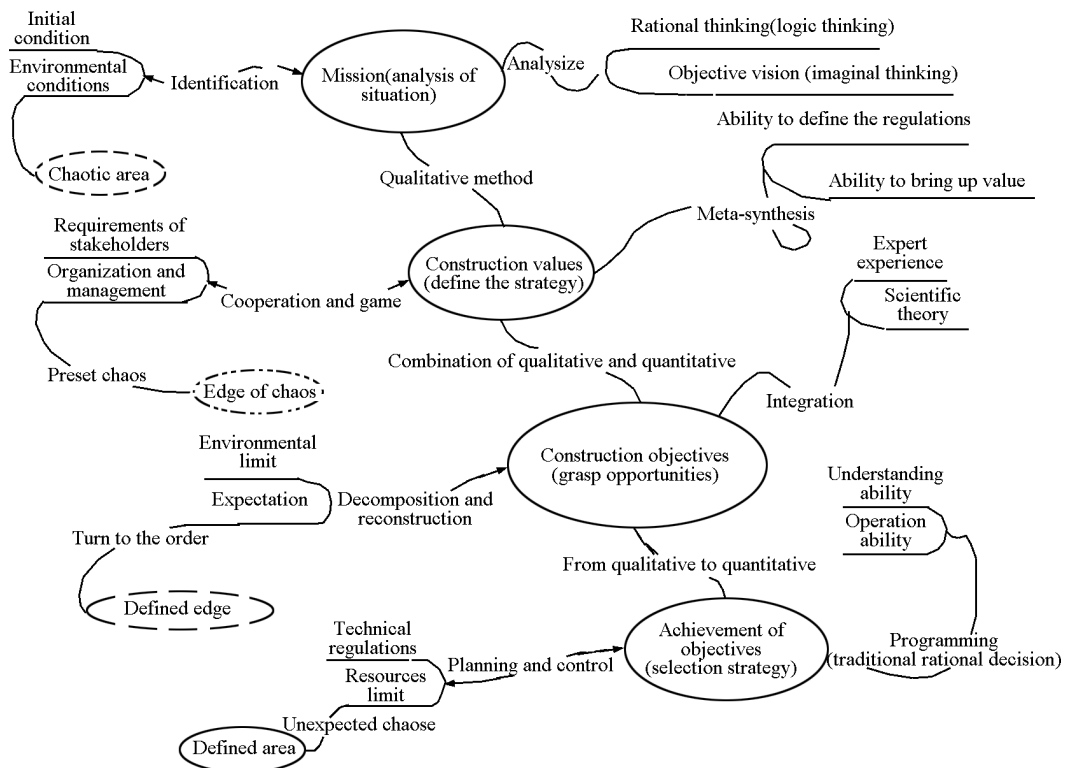 Initial
condition
Environmental
conditions
Identification
Chaotic area
Mission(analysis of
situation)
Analysize
Rational thinking(logic thinking)
Objective vision (imaginal thinking)
Qualitative method
Ability to define the regulations
Ability to bring up value
Meta-synthesis
Requirements of
stakeholders
Organization and
management
Cooperation and game
Preset chaos
Edge of chaos
Construction values
(define the strategy)
Expert
experience
Scientific
theory
Integration
Combination of qualitative and quantitative
Environmental
limit
Expectation
Decomposition and
reconstruction
Turn to the order
Defined edge
Construction objectives
(grasp opportunities)
Understanding
ability
Operation
ability
From qualitative to quantitative
Technical
regulations
Resources
limit
Planning and control
Unexpected chaose
Defined area
Achievement of
objectives
(selection strategy)
Programming
(traditional rational decision)